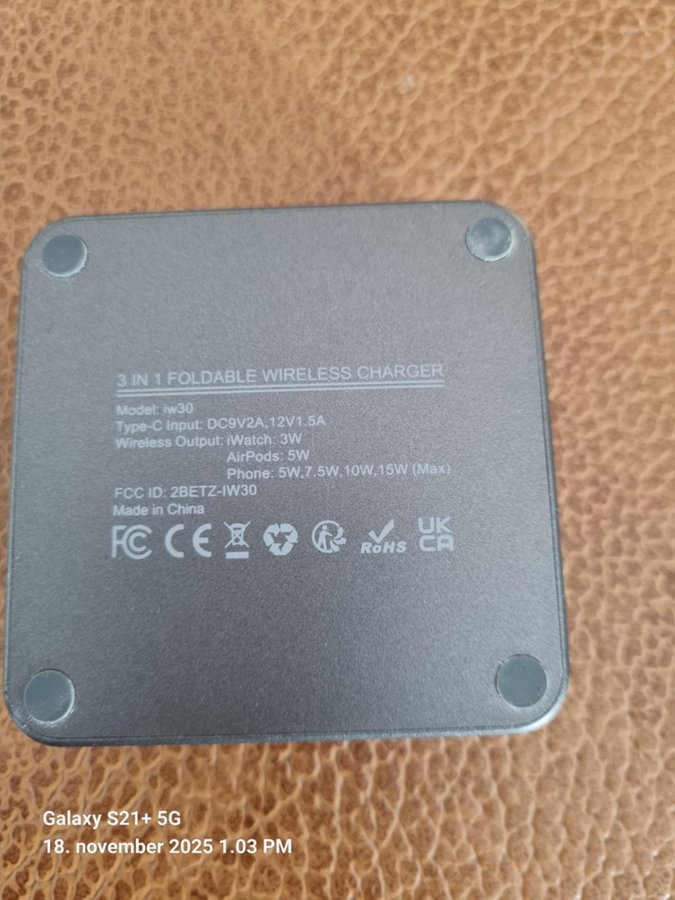 3 IN 1 FOLDABLE WIRELESS CHARGER
Model: iw30
Type-C Input: DC9V2A,12V1.5A
Wireless Output: iWatch: 3W
AirPods: 5W
Phone: 5W,7.5W,10W,15W (Max)
FCC ID: 2BETZ-IW30
Made in China
FC CE RoHS UK CA
Galaxy S21+ 5G
18. november 2025 1.03 PM